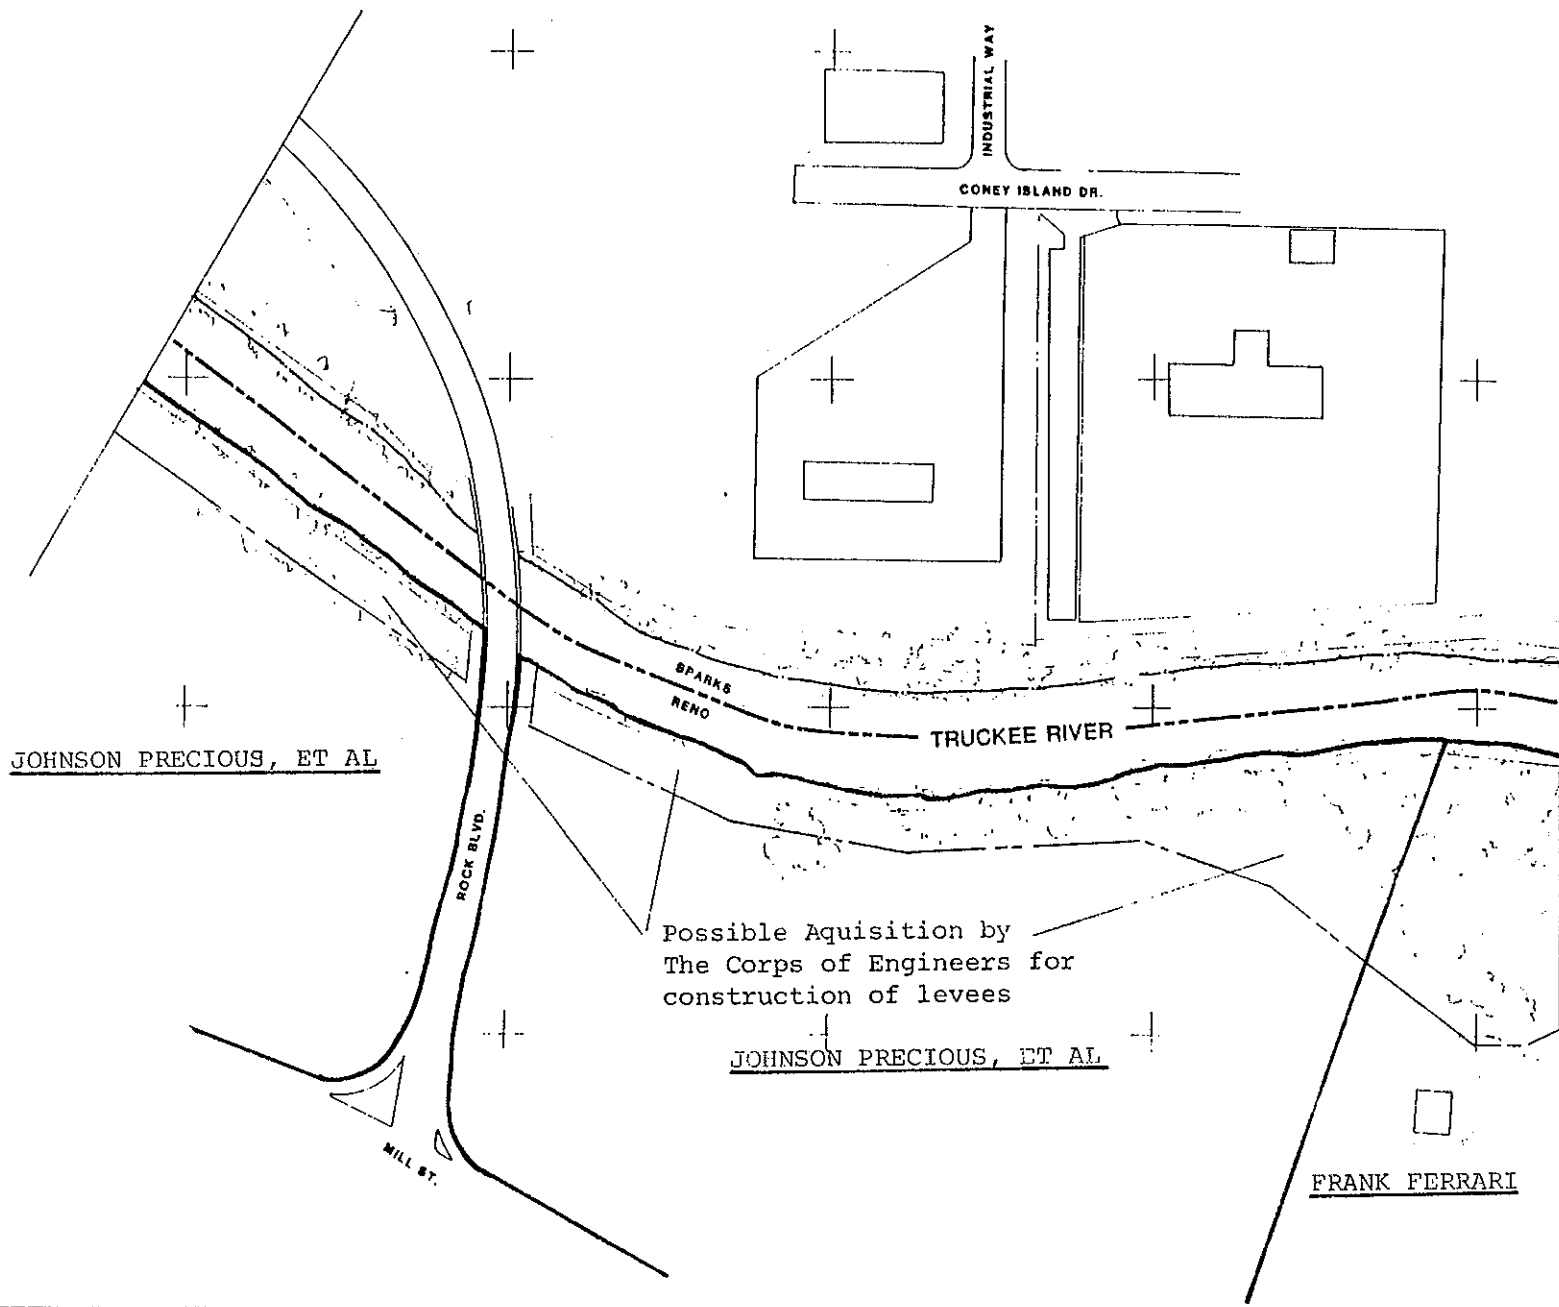 INDUSTRIAL WAY
CONEY ISLAND DR.
SPARKS
RENO
TRUCKEE RIVER
JOHNSON PRECIOUS, ET AL
ROCK BLVD.
Possible Aquisition by
The Corps of Engineers for
construction of levees
JOHNSON PRECIOUS, ET AL
MILL ST.
FRANK FERRARI